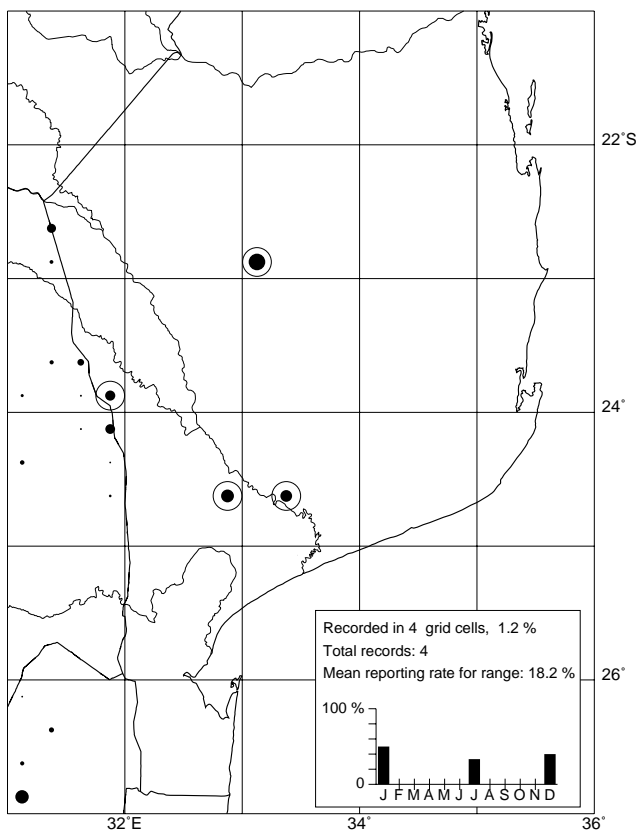 22˚S
24˚
Recorded in 4 grid cells, 1.2 %
Total records: 4
Mean reporting rate for range: 18.2 %
26˚
100 %
0
J F M A M J J A S O N D
32˚E
34˚
36˚